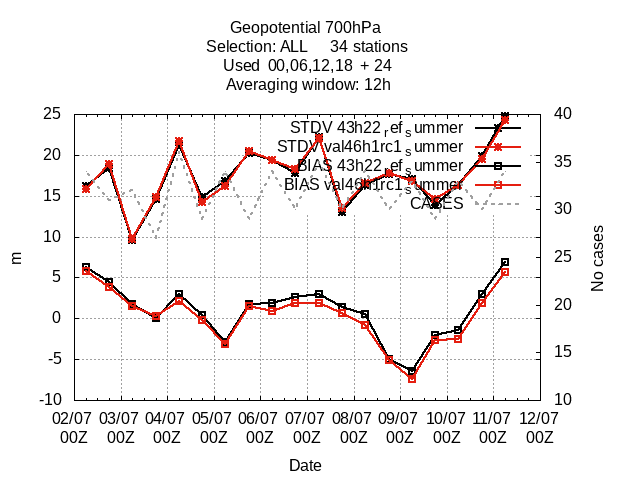 Geopotential 700hPa
Selection: ALL 34 stations
Used 00,06,12,18 + 24
Averaging window: 12h
25
20
15
10
5
0
-5
-10
m
40
35
30
25
20
15
10
No cases
STDV 43h22_ref_summer
STDV val46h1rc1_summer
BIAS 43h22_ref_summer
BIAS val46h1rc1_summer
CASES
02/07 03/07 04/07 05/07 06/07 07/07 08/07 09/07 10/07 11/07 12/07
00Z 00Z 00Z 00Z 00Z 00Z 00Z 00Z 00Z 00Z 00Z
Date